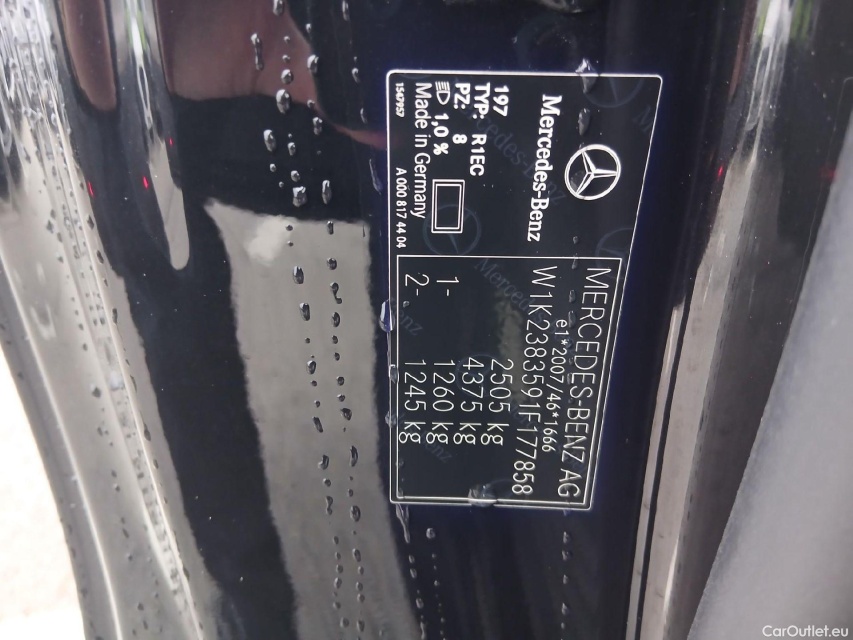 Mercedes-Benz
197
TYP: R1EC
PZ: 8
1,0 %
Made in Germany
1547957
A 000 817 44 04
MERCEDES-BENZ AG
e1*2007/46*1666
W1K2383591F177858
2505 kg
4375 kg
1- 1260 kg
2- 1245 kg
CarOutlet.eu